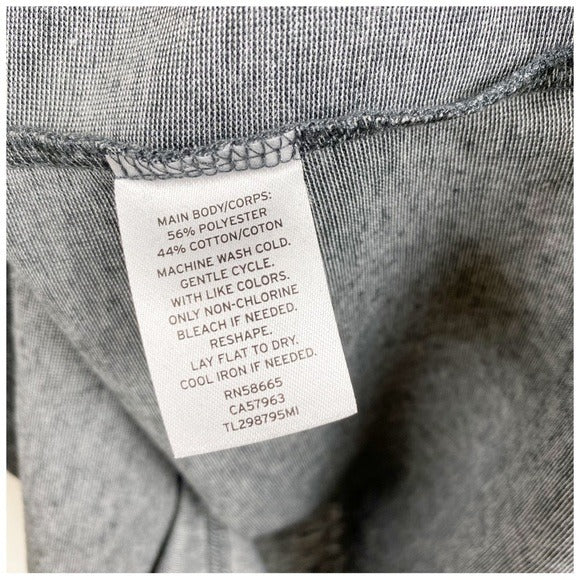 MAIN BODY/CORPS:
56% POLYESTER
44% COTTON/COTON
MACHINE WASH COLD.
GENTLE CYCLE.
WITH LIKE COLORS.
ONLY NON-CHLORINE
BLEACH IF NEEDED.
RESHAPE.
LAY FLAT TO DRY.
COOL IRON IF NEEDED.
RN58665
CA57963
TL298795MI